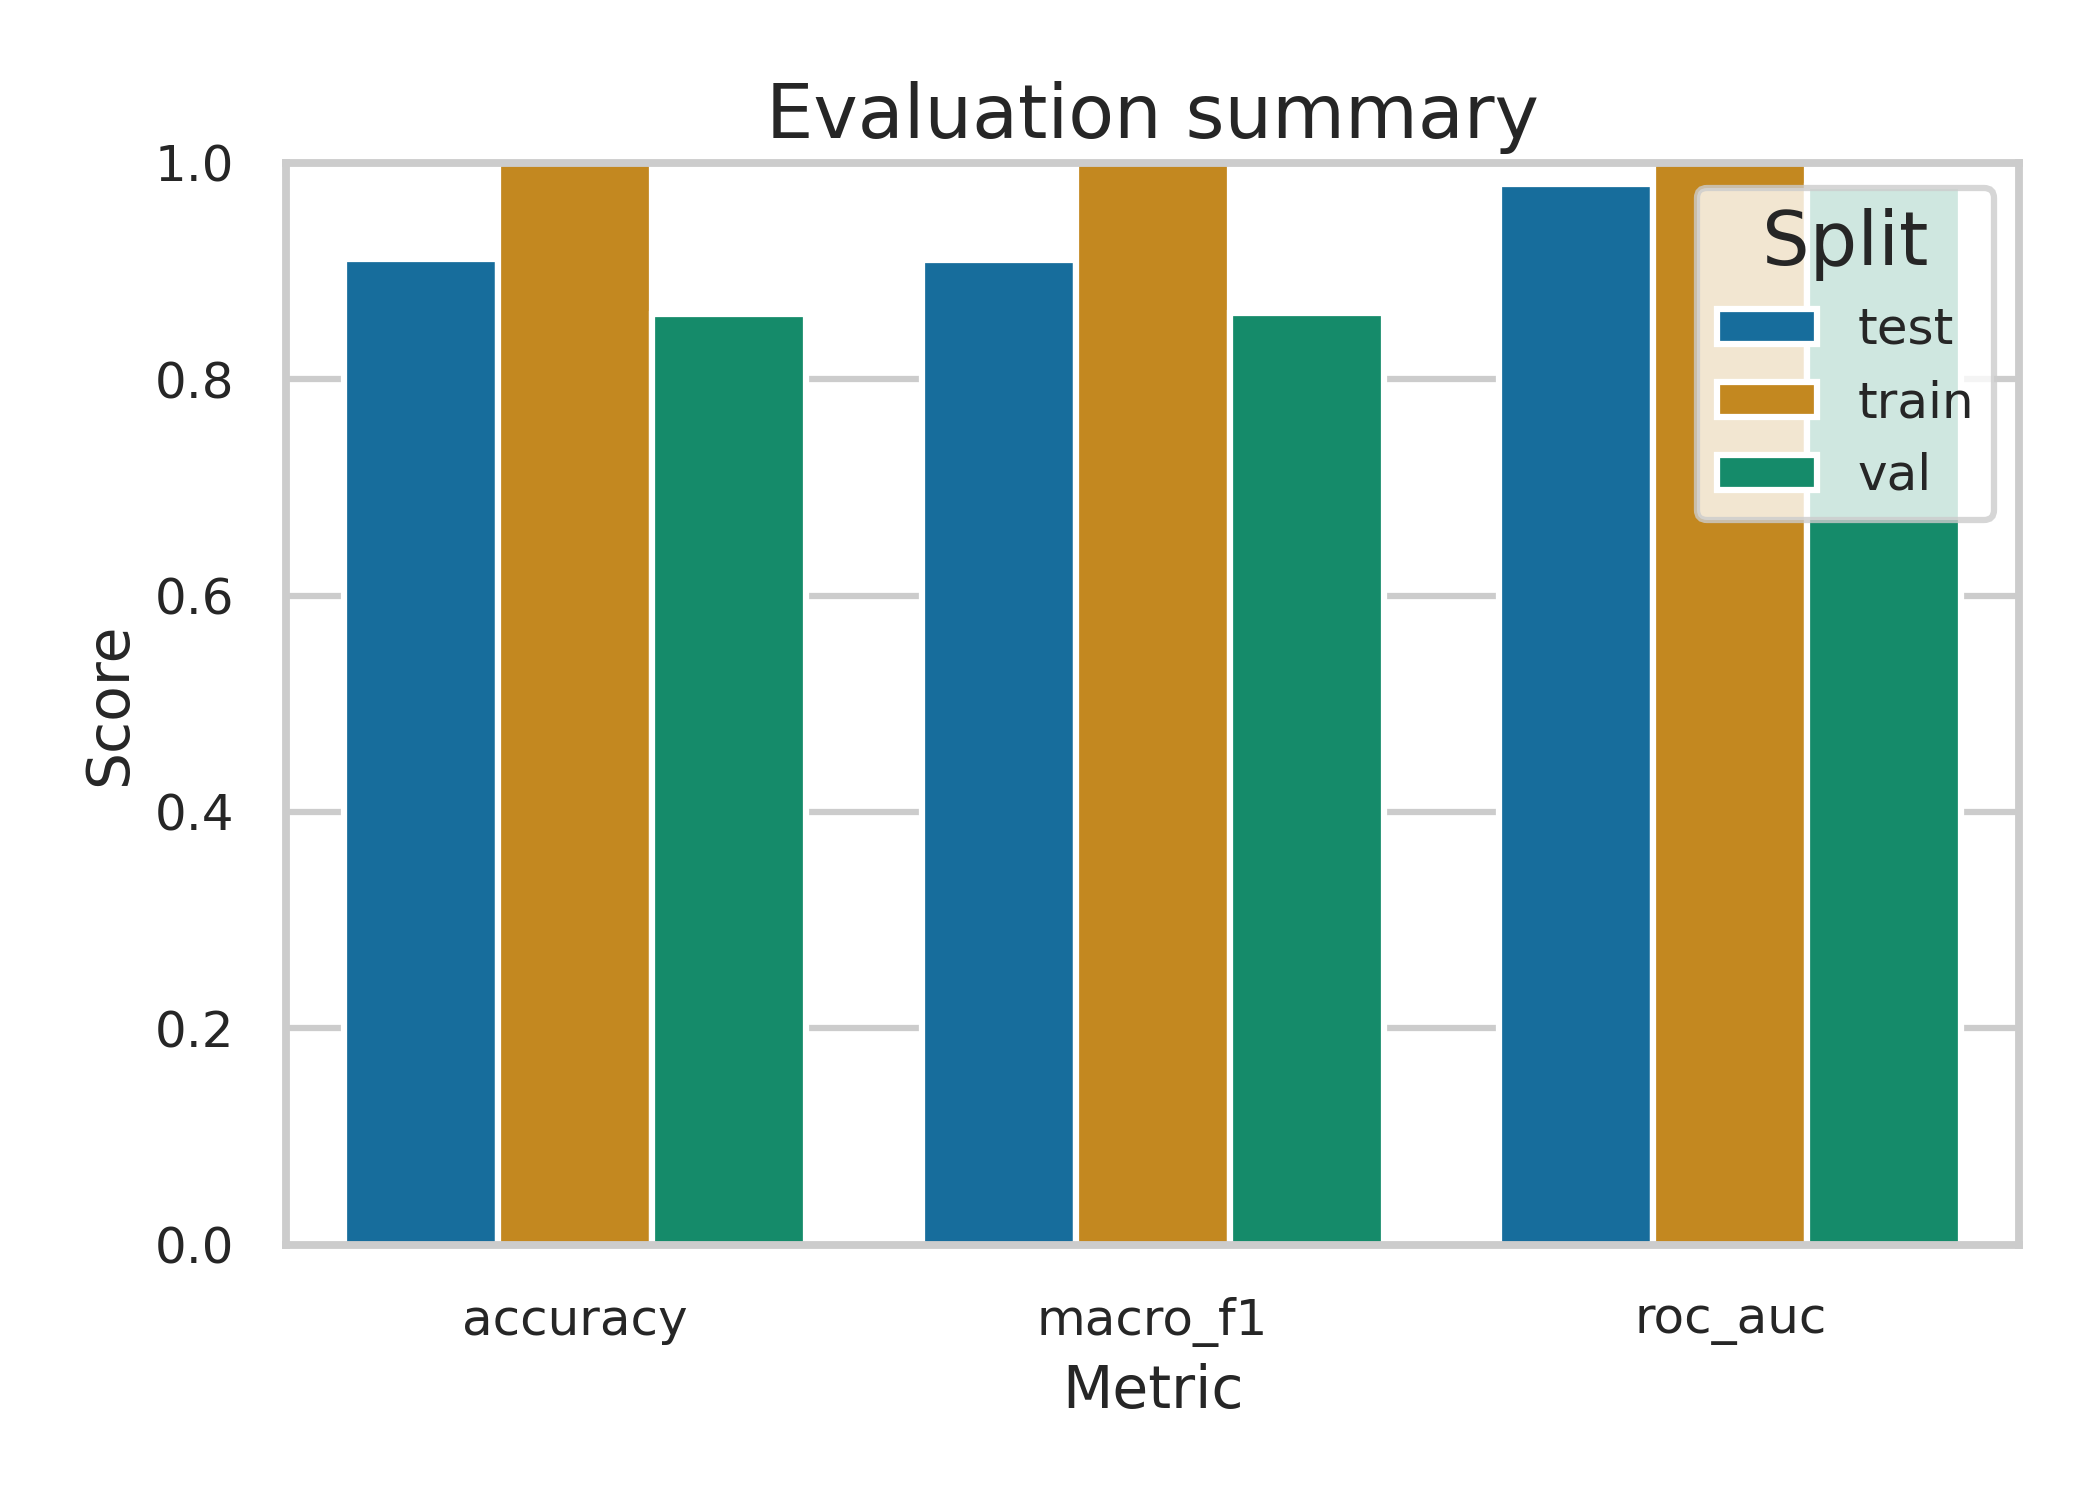 Evaluation summary
1.0
0.8
0.6
0.4
0.2
0.0
Score
Split
test
train
val
accuracy macro_f1 roc_auc
Metric